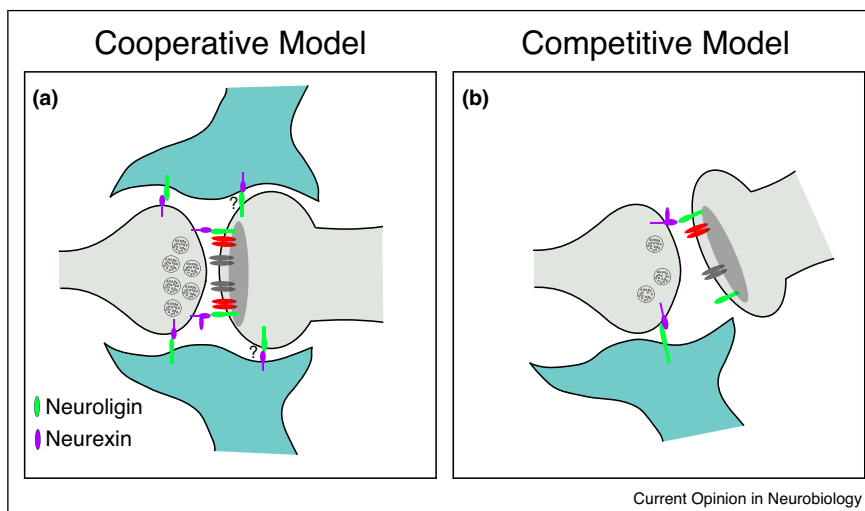 Cooperative Model
Competitive Model
(a)
(b)
?
?
Neuroligin
Neurexin
Current Opinion in Neurobiology